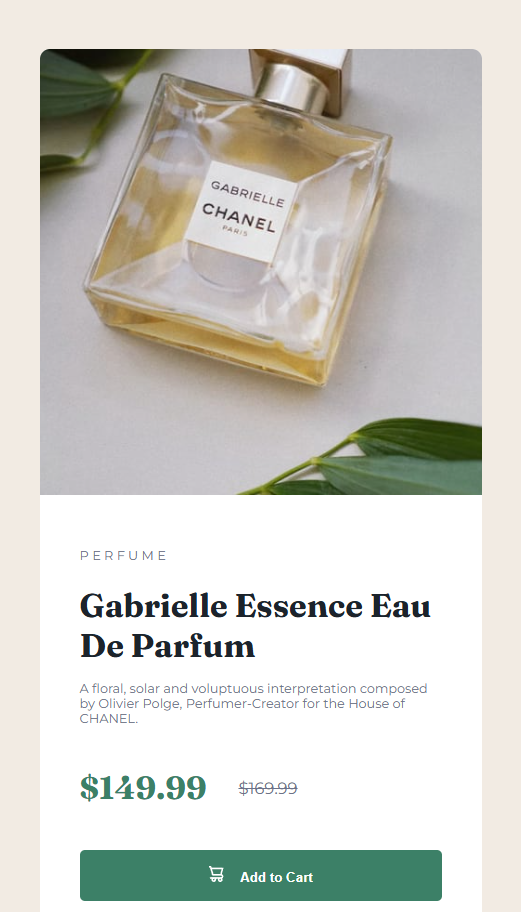 GABRIELLE
CHANEL
PARIS
PERFUME
Gabrielle Essence Eau
De Parfum
A floral, solar and voluptuous interpretation composed
by Olivier Polge, Perfumer-Creator for the House of
CHANEL.
$149.99 $169.99
Add to Cart